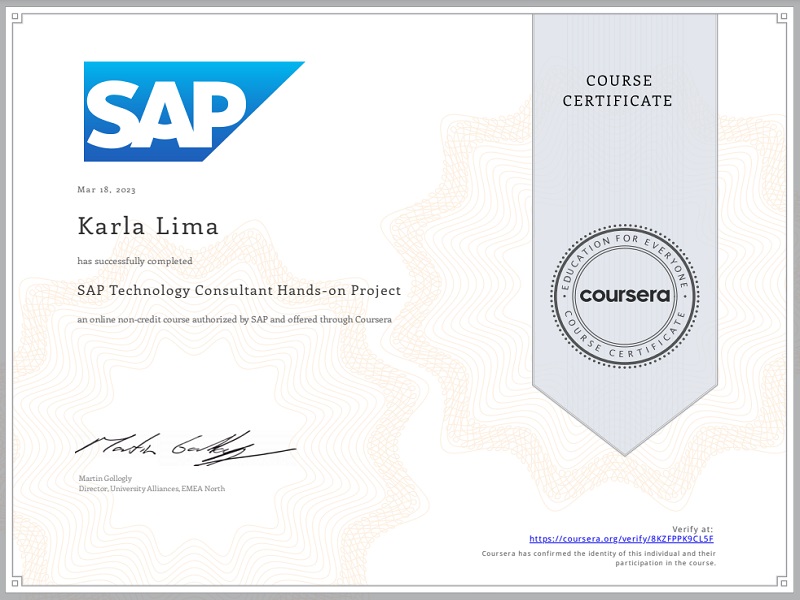 SAP
COURSE
CERTIFICATE
Mar 18, 2023
Karla Lima
has successfully completed
SAP Technology Consultant Hands-on Project
an online non-credit course authorized by SAP and offered through Coursera
EDUCATION FOR EVERYONE
coursera
COURSE CERTIFICATE
Martin Gollogly
Director, University Alliances, EMEA North
Verify at:
https://coursera.org/verify/8KZFPPK9CL5F
Coursera has confirmed the identity of this individual and their
participation in the course.